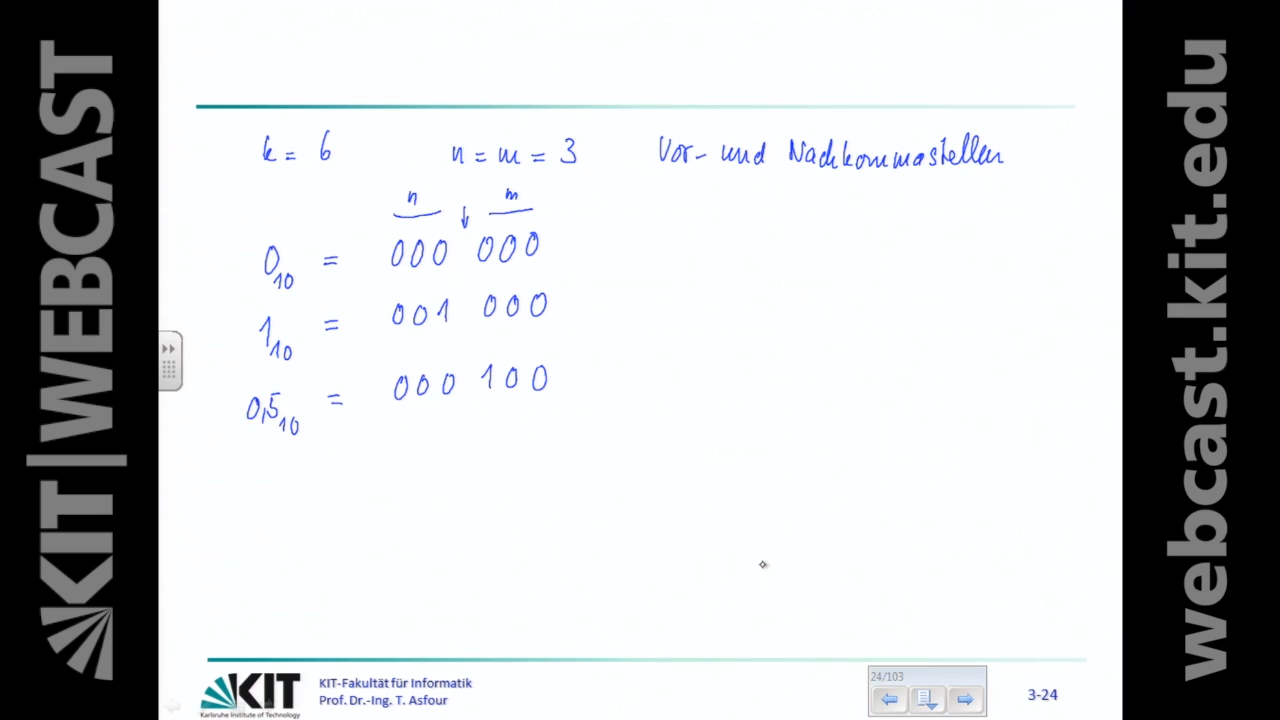 KIT|WEBCAST
k = 6 n = m = 3 Vor- und Nachkommastellen
n ↓ m
0₁₀ = 000 000
1₁₀ = 001 000
0,5₁₀ = 000 100
KIT
Karlsruhe Institute of Technology
KIT-Fakultät für Informatik
Prof. Dr.-Ing. T. Asfour
24/103
3-24
webcast.kit.edu